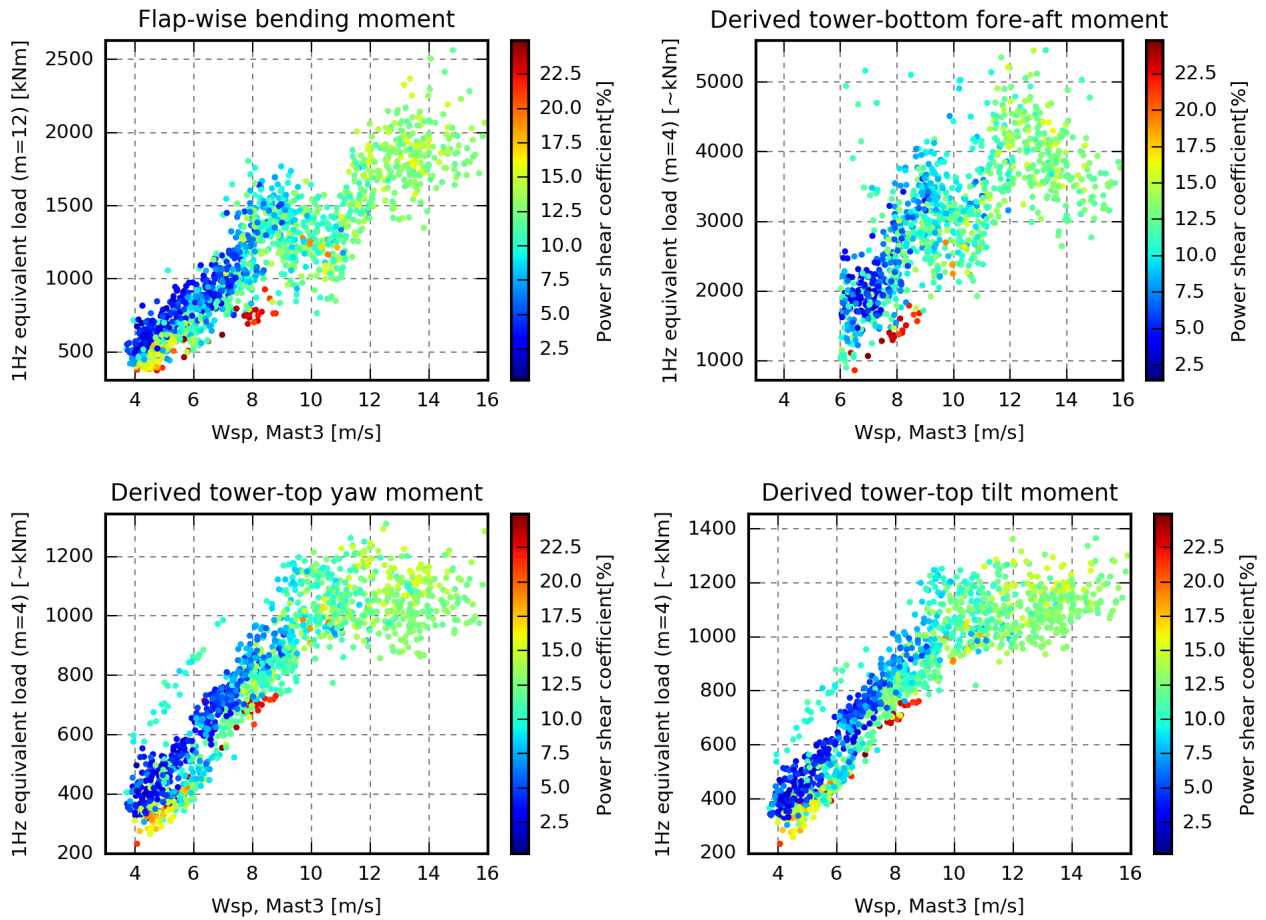 Flap-wise bending moment
1Hz equivalent load (m=12) [kNm]
2500
2000
1500
1000
500
4 6 8 10 12 14 16
Wsp, Mast3 [m/s]
22.5
20.0
17.5
15.0
12.5
10.0
7.5
5.0
2.5
Power shear coefficient[%]
Derived tower-bottom fore-aft moment
1Hz equivalent load (m=4) [~kNm]
5000
4000
3000
2000
1000
4 6 8 10 12 14 16
Wsp, Mast3 [m/s]
22.5
20.0
17.5
15.0
12.5
10.0
7.5
5.0
2.5
Power shear coefficient[%]
Derived tower-top yaw moment
1Hz equivalent load (m=4) [~kNm]
1200
1000
800
600
400
200
4 6 8 10 12 14 16
Wsp, Mast3 [m/s]
22.5
20.0
17.5
15.0
12.5
10.0
7.5
5.0
2.5
Power shear coefficient[%]
Derived tower-top tilt moment
1Hz equivalent load (m=4) [~kNm]
1400
1200
1000
800
600
400
200
4 6 8 10 12 14 16
Wsp, Mast3 [m/s]
22.5
20.0
17.5
15.0
12.5
10.0
7.5
5.0
2.5
Power shear coefficient[%]